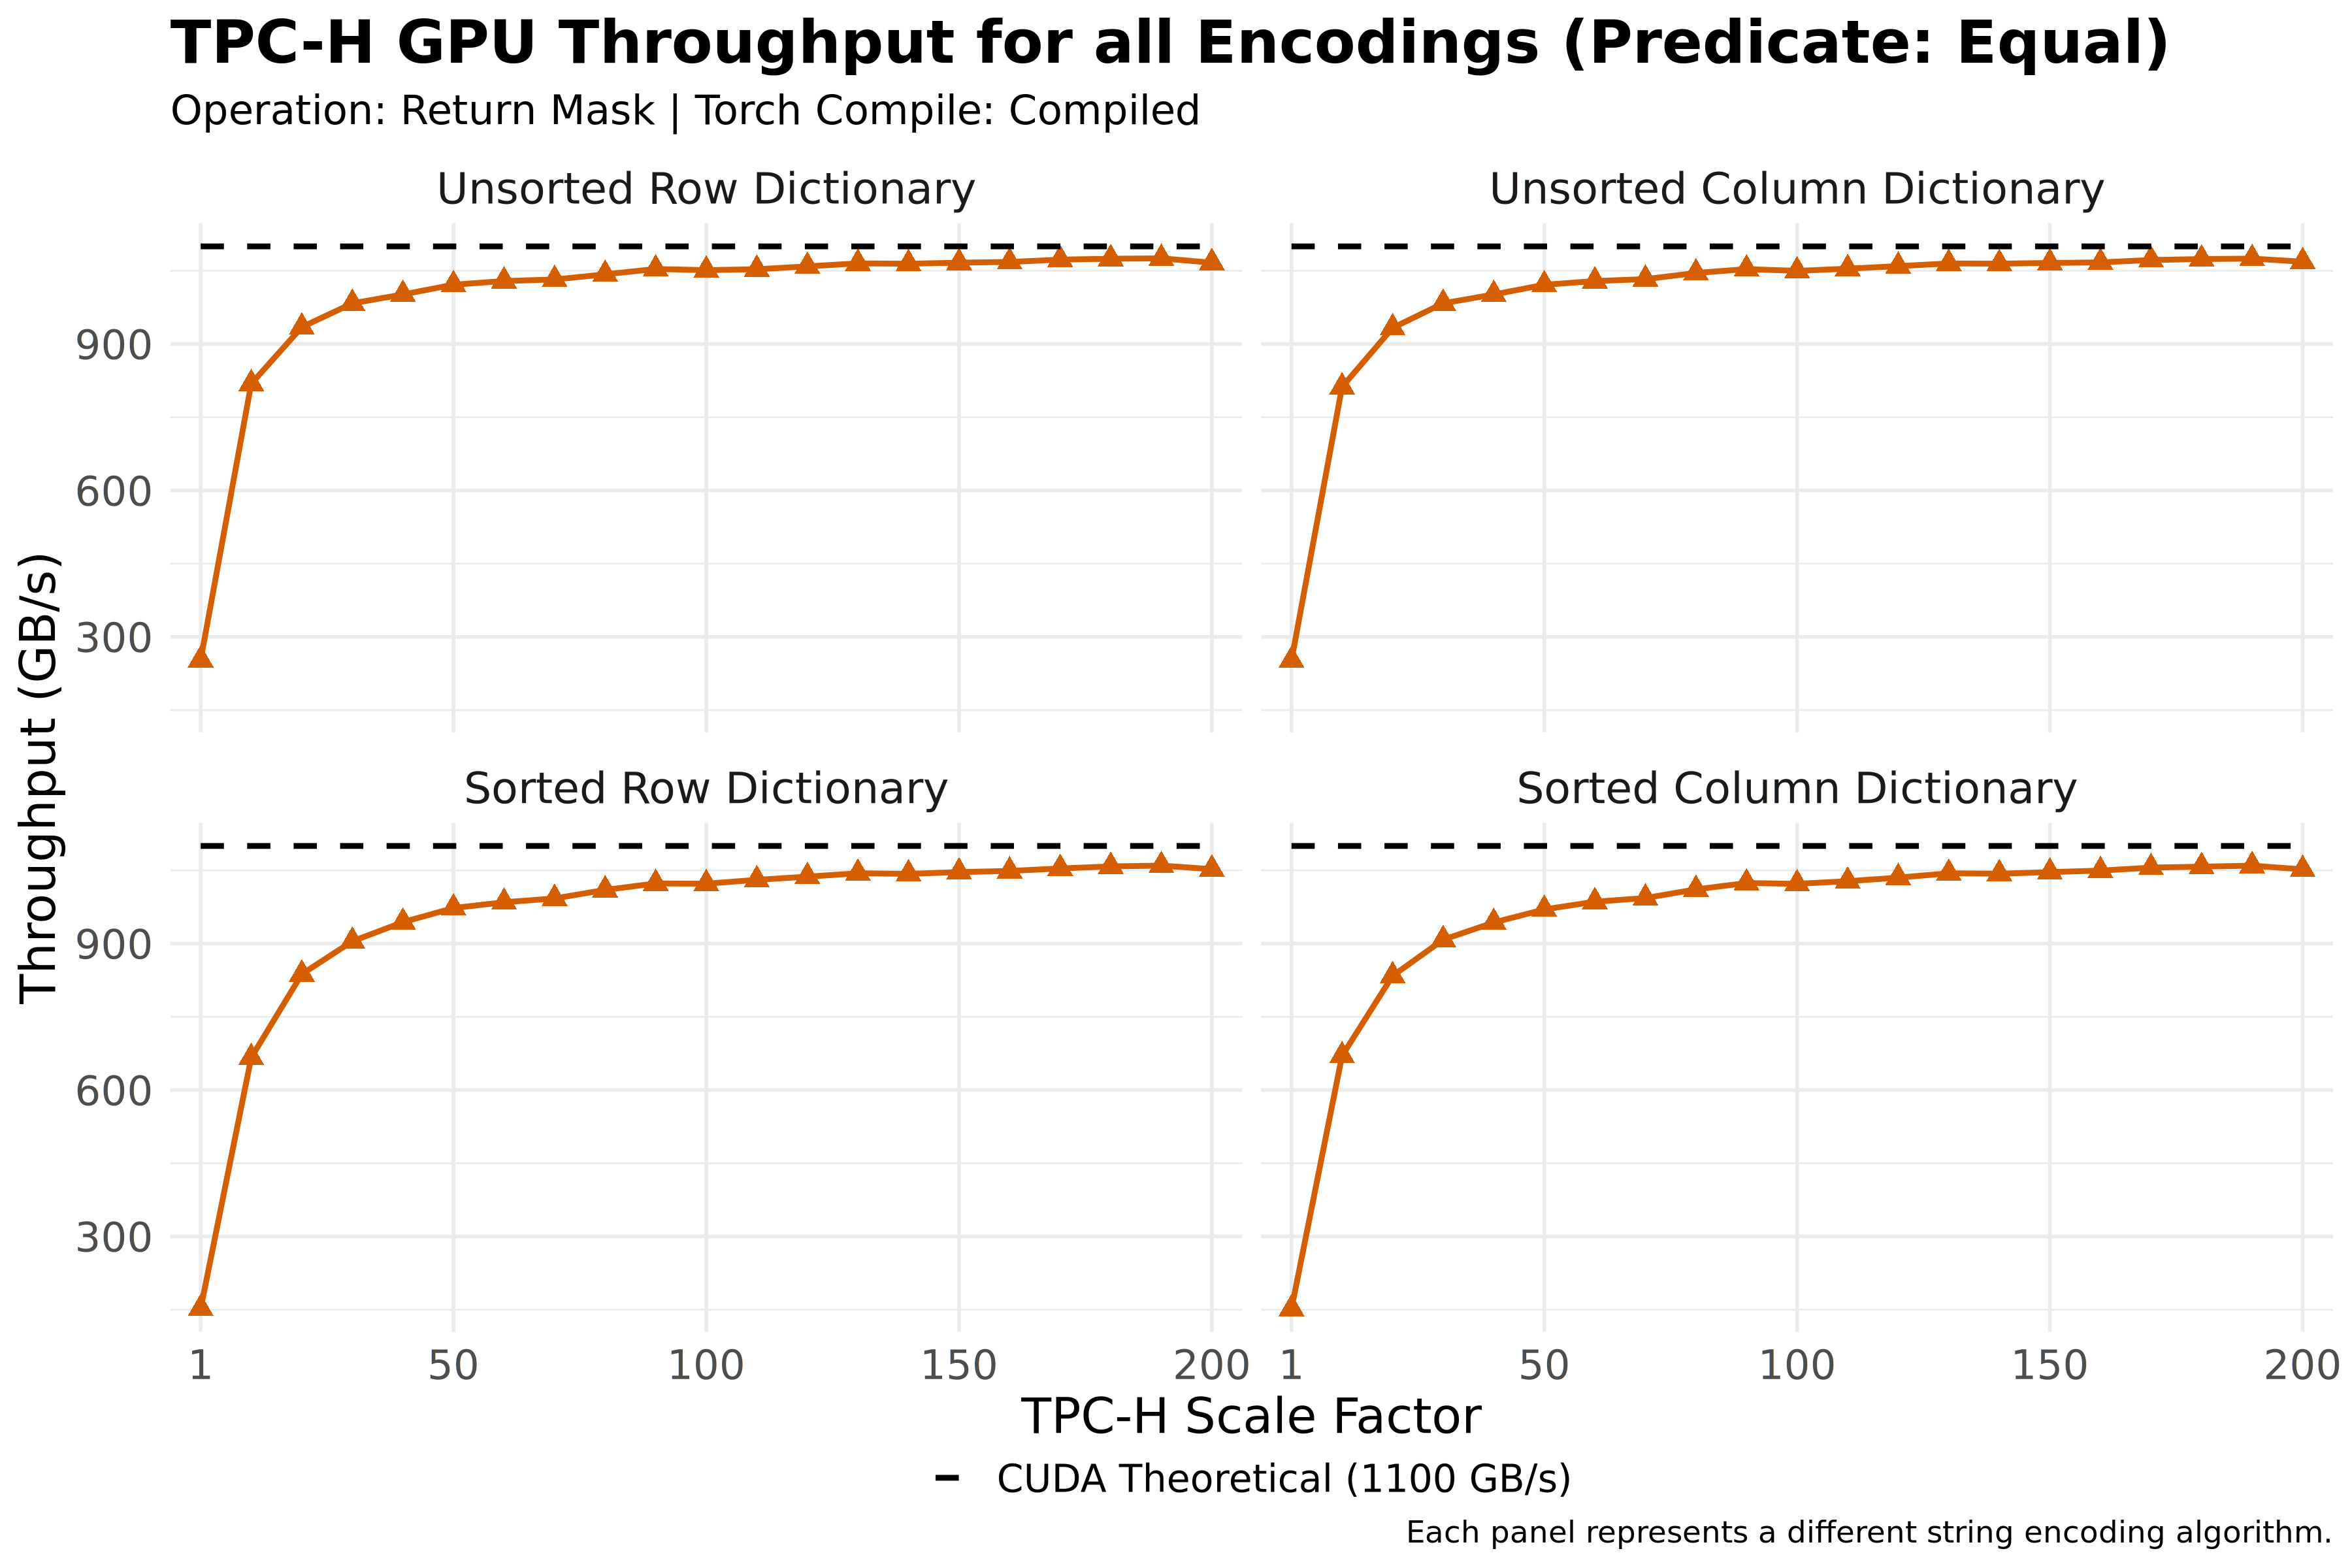 TPC-H GPU Throughput for all Encodings (Predicate: Equal)
Operation: Return Mask | Torch Compile: Compiled
Unsorted Row Dictionary
Unsorted Column Dictionary
900
600
300
Throughput (GB/s)
Sorted Row Dictionary
Sorted Column Dictionary
900
600
300
1 50 100 150 200 1 50 100 150 200
TPC-H Scale Factor
CUDA Theoretical (1100 GB/s)
Each panel represents a different string encoding algorithm.